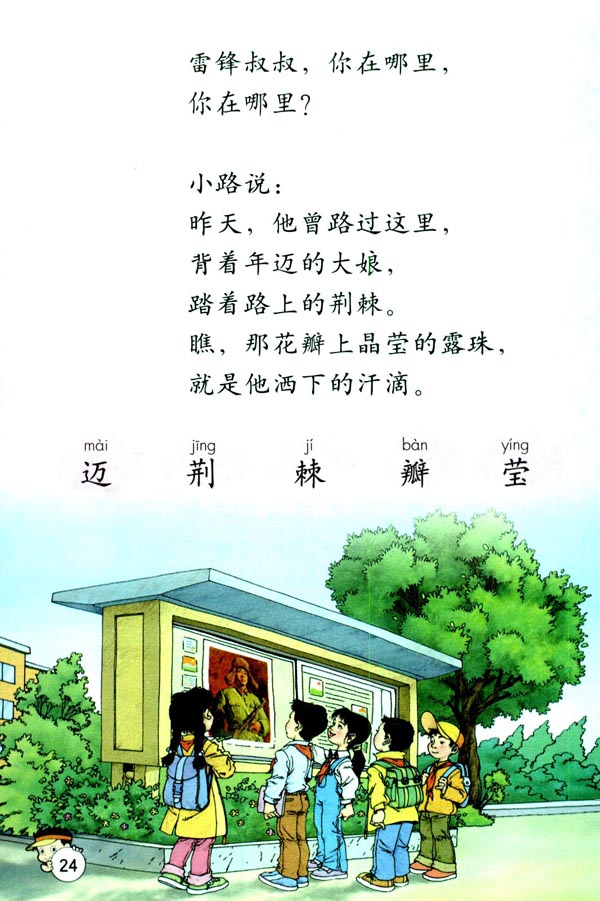 雷锋叔叔，你在哪里，
你在哪里？
小路说：
昨天，他曾路过这里，
背着年迈的大娘，
踏着路上的荆棘。
瞧，那花瓣上晶莹的露珠，
就是他洒下的汗滴。
mài jīng jí bàn yíng
迈 荆 棘 瓣 莹
24